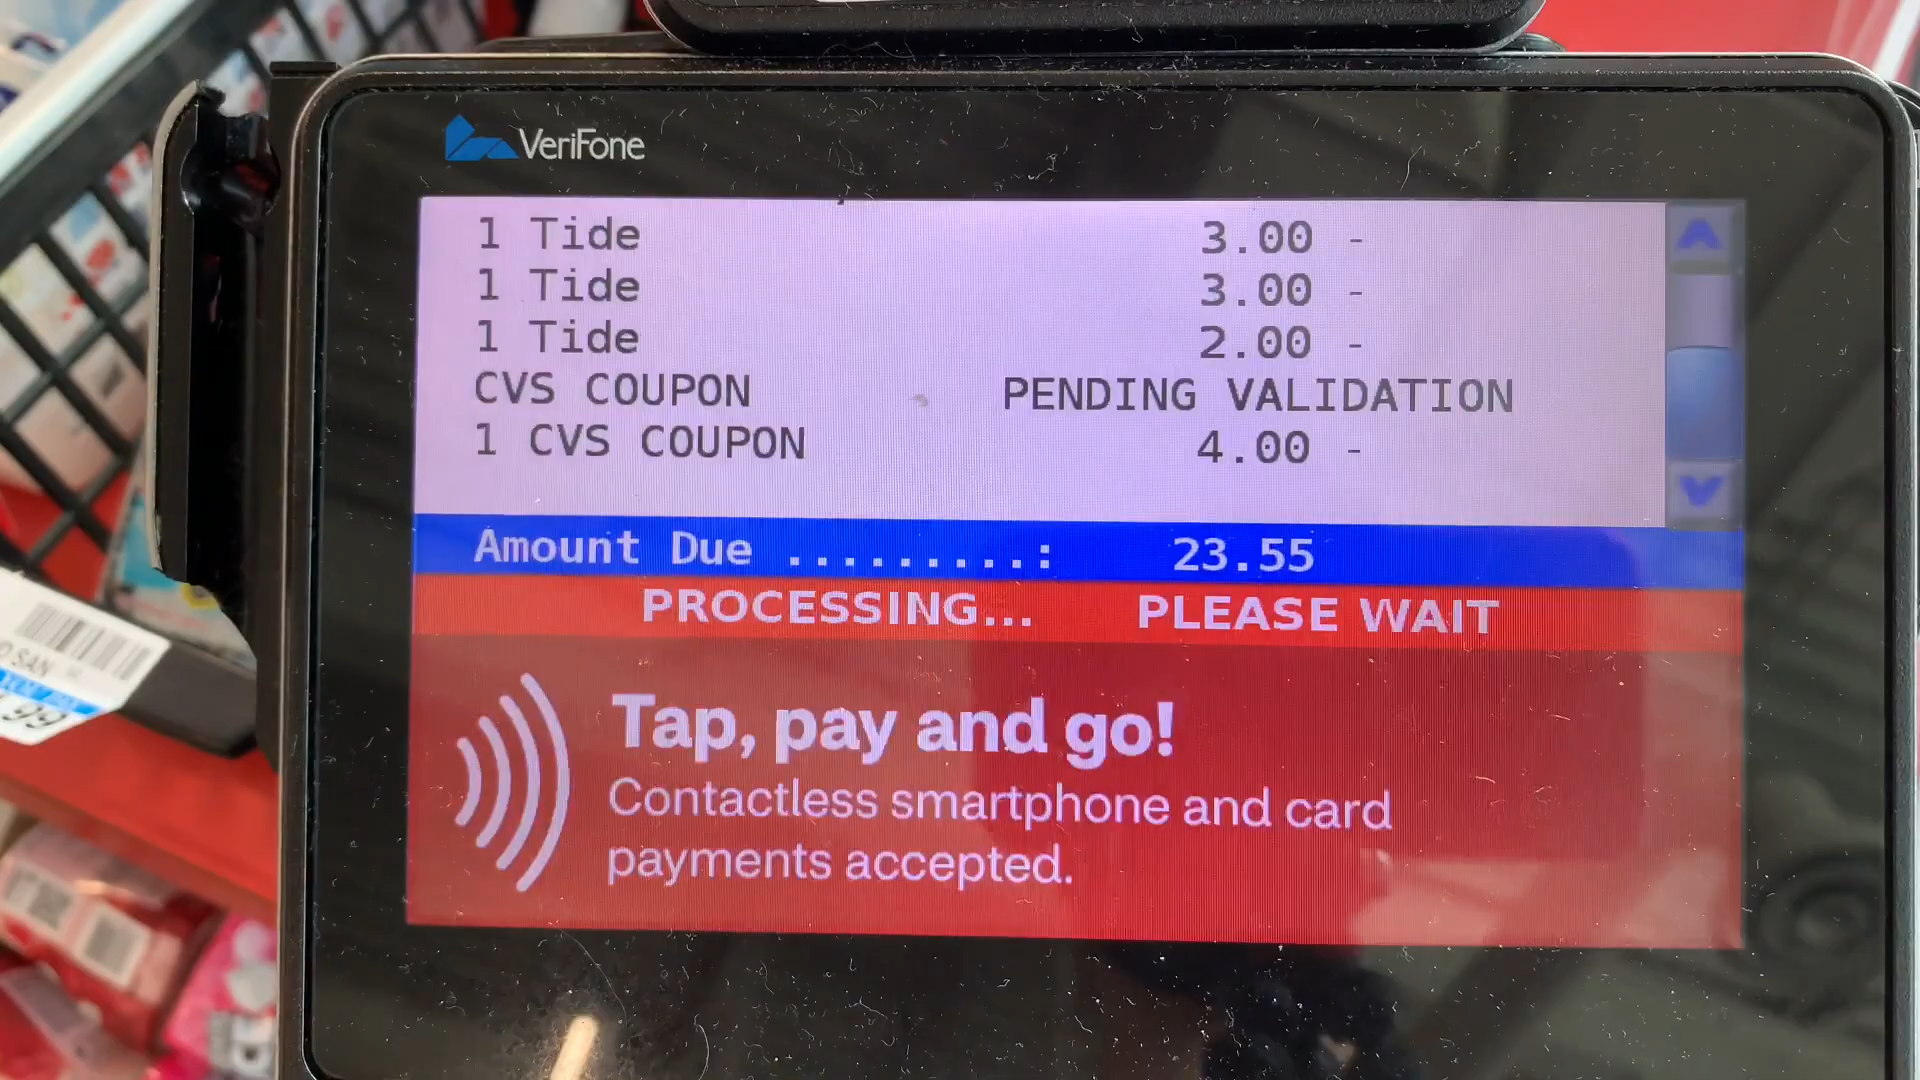 VeriFone
1 Tide 3.00 -
1 Tide 3.00 -
1 Tide 2.00 -
CVS COUPON PENDING VALIDATION
1 CVS COUPON 4.00 -
Amount Due .........: 23.55
PROCESSING... PLEASE WAIT
Tap, pay and go!
Contactless smartphone and card
payments accepted.
SAN
99